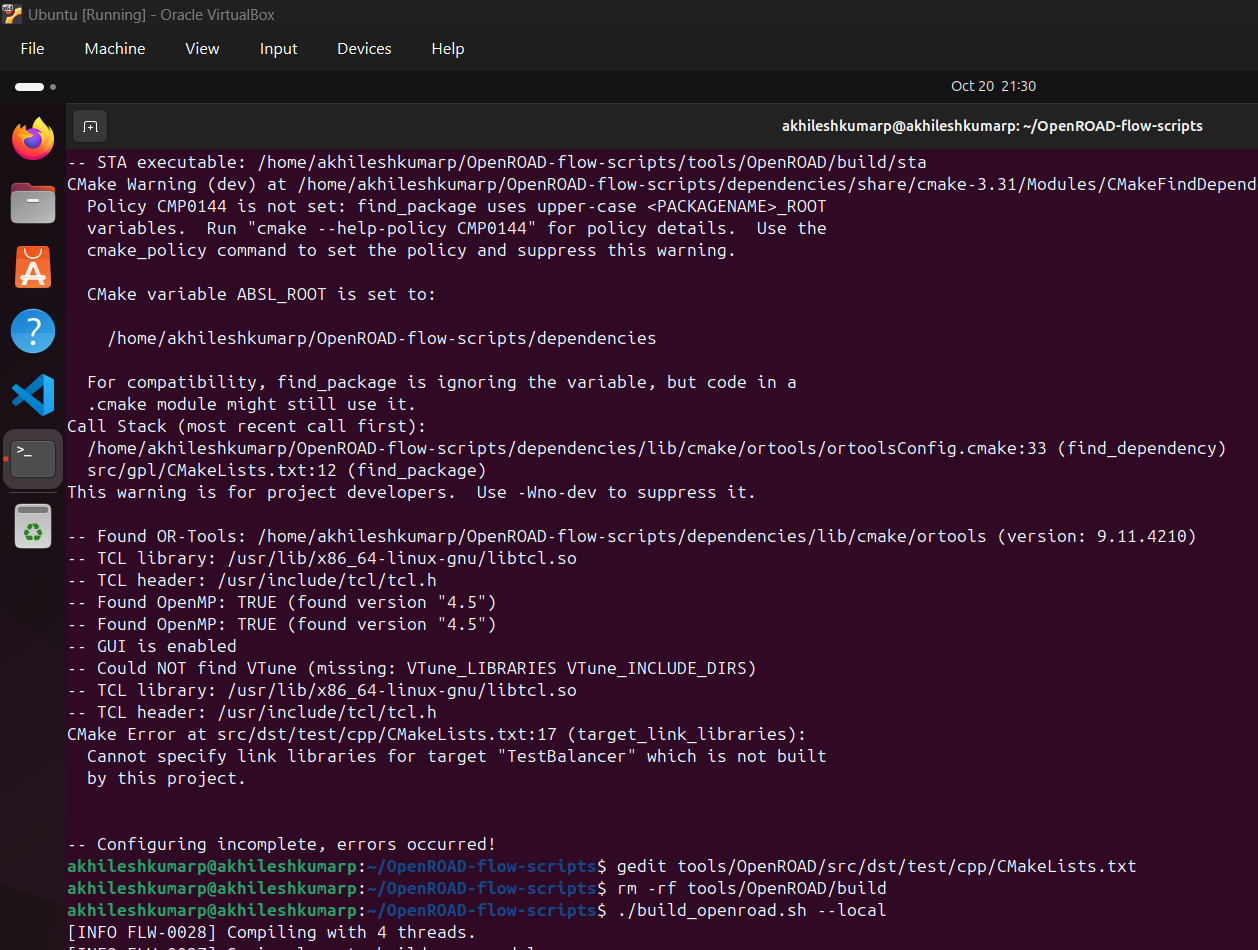 Ubuntu [Running] - Oracle VirtualBox
File Machine View Input Devices Help
Oct 20 21:30
akhileshkumarp@akhileshkumarp: ~/OpenROAD-flow-scripts
-- STA executable: /home/akhileshkumarp/OpenROAD-flow-scripts/tools/OpenROAD/build/sta
CMake Warning (dev) at /home/akhileshkumarp/OpenROAD-flow-scripts/dependencies/share/cmake-3.31/Modules/CMakeFindDepend
Policy CMP0144 is not set: find_package uses upper-case <PACKAGENAME>_ROOT
variables.  Run "cmake --help-policy CMP0144" for policy details.  Use the
cmake_policy command to set the policy and suppress this warning.
CMake variable ABSL_ROOT is set to:
/home/akhileshkumarp/OpenROAD-flow-scripts/dependencies
For compatibility, find_package is ignoring the variable, but code in a
.cmake module might still use it.
Call Stack (most recent call first):
/home/akhileshkumarp/OpenROAD-flow-scripts/dependencies/lib/cmake/ortools/ortoolsConfig.cmake:33 (find_dependency)
src/gpl/CMakeLists.txt:12 (find_package)
This warning is for project developers.  Use -Wno-dev to suppress it.
-- Found OR-Tools: /home/akhileshkumarp/OpenROAD-flow-scripts/dependencies/lib/cmake/ortools (version: 9.11.4210)
-- TCL library: /usr/lib/x86_64-linux-gnu/libtcl.so
-- TCL header: /usr/include/tcl/tcl.h
-- Found OpenMP: TRUE (found version "4.5")
-- Found OpenMP: TRUE (found version "4.5")
-- GUI is enabled
-- Could NOT find VTune (missing: VTune_LIBRARIES VTune_INCLUDE_DIRS)
-- TCL library: /usr/lib/x86_64-linux-gnu/libtcl.so
-- TCL header: /usr/include/tcl/tcl.h
CMake Error at src/dst/test/cpp/CMakeLists.txt:17 (target_link_libraries):
Cannot specify link libraries for target "TestBalancer" which is not built
by this project.
-- Configuring incomplete, errors occurred!
akhileshkumarp@akhileshkumarp:~/OpenROAD-flow-scripts$ gedit tools/OpenROAD/src/dst/test/cpp/CMakeLists.txt
akhileshkumarp@akhileshkumarp:~/OpenROAD-flow-scripts$ rm -rf tools/OpenROAD/build
akhileshkumarp@akhileshkumarp:~/OpenROAD-flow-scripts$ ./build_openroad.sh --local
[INFO FLW-0028] Compiling with 4 threads.